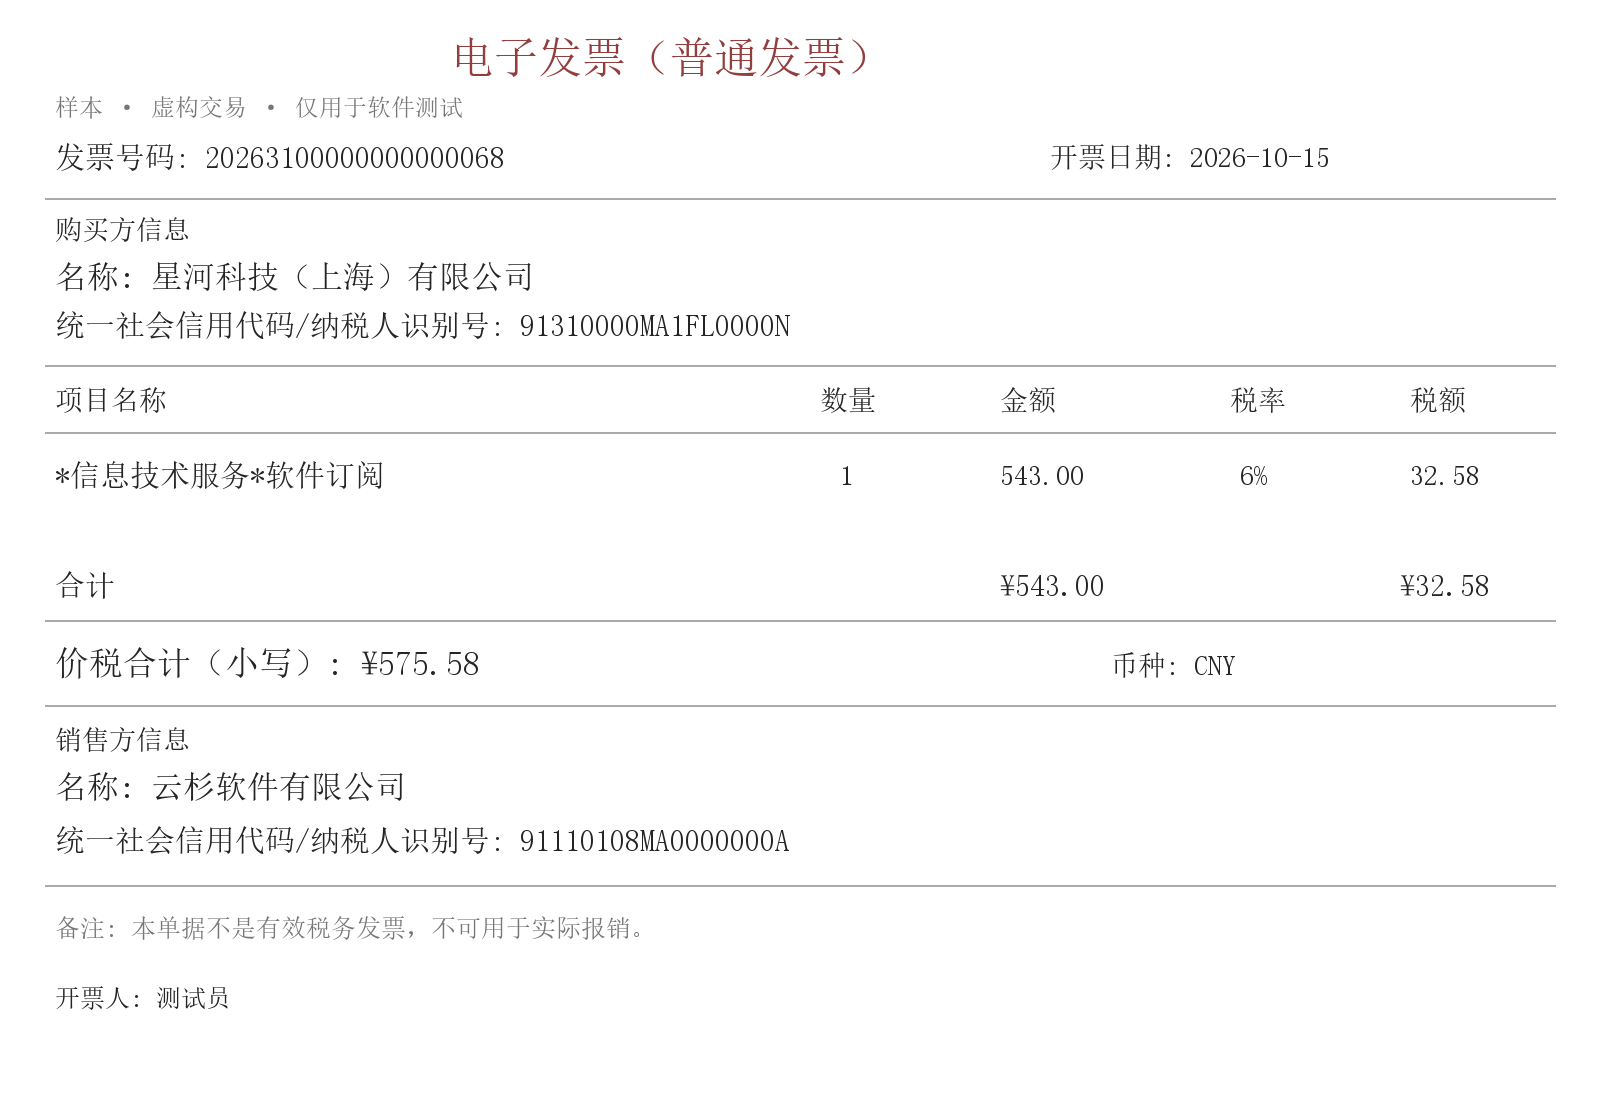 电子发票（普通发票）
样本 • 虚构交易 • 仅用于软件测试
发票号码: 20263100000000000068 开票日期: 2026-10-15
购买方信息
名称: 星河科技（上海）有限公司
统一社会信用代码/纳税人识别号: 91310000MA1FL0000N
项目名称 数量 金额 税率 税额
*信息技术服务*软件订阅 1 543.00 6% 32.58
合计 ¥543.00 ¥32.58
价税合计（小写）: ¥575.58 币种: CNY
销售方信息
名称: 云杉软件有限公司
统一社会信用代码/纳税人识别号: 91110108MA0000000A
备注: 本单据不是有效税务发票，不可用于实际报销。
开票人: 测试员